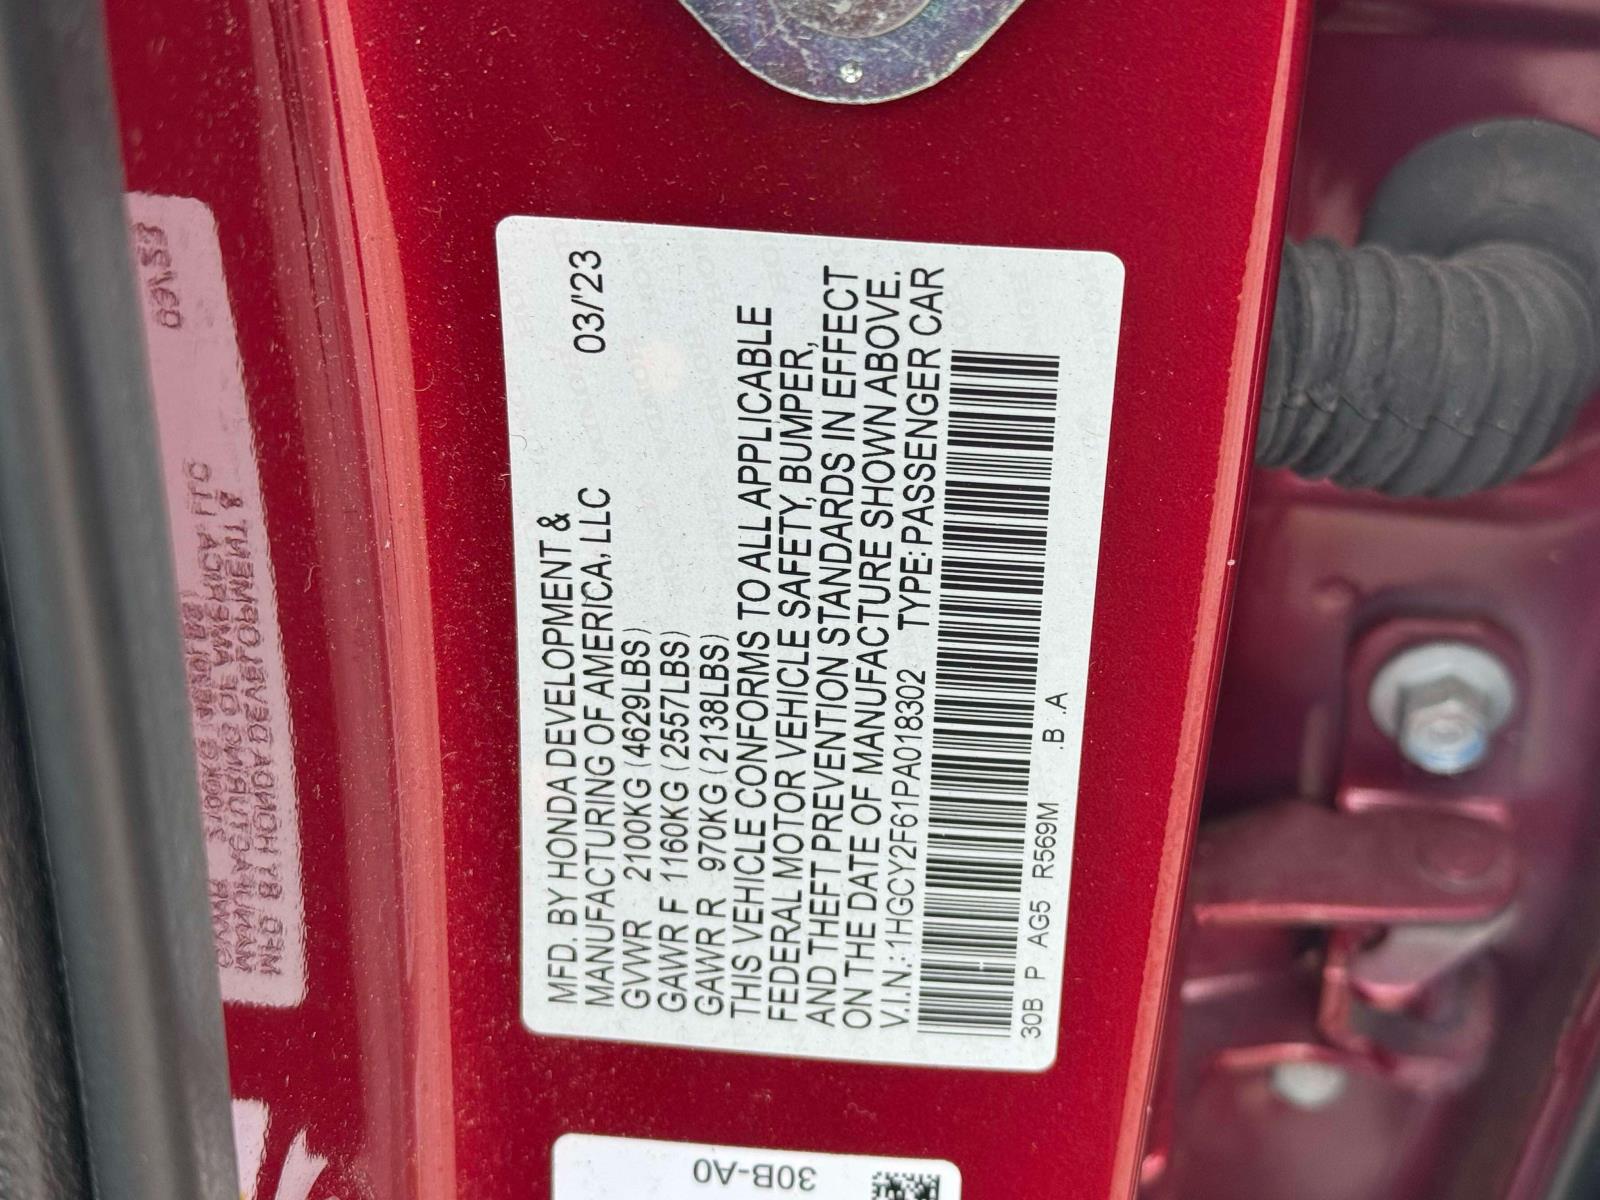 MFD. BY HONDA DEVELOPMENT &
MANUFACTURING OF AMERICA, LLC 03/'23
GVWR 2100KG (4629LBS)
GAWR F 1160KG (2557LBS)
GAWR R 970KG (2138LBS)
THIS VEHICLE CONFORMS TO ALL APPLICABLE
FEDERAL MOTOR VEHICLE SAFETY, BUMPER,
AND THEFT PREVENTION STANDARDS IN EFFECT
ON THE DATE OF MANUFACTURE SHOWN ABOVE.
V.I.N.: 1HGCY2F61PA018302 TYPE: PASSENGER CAR
30B P AG5 R569M .B .A
30B-A0